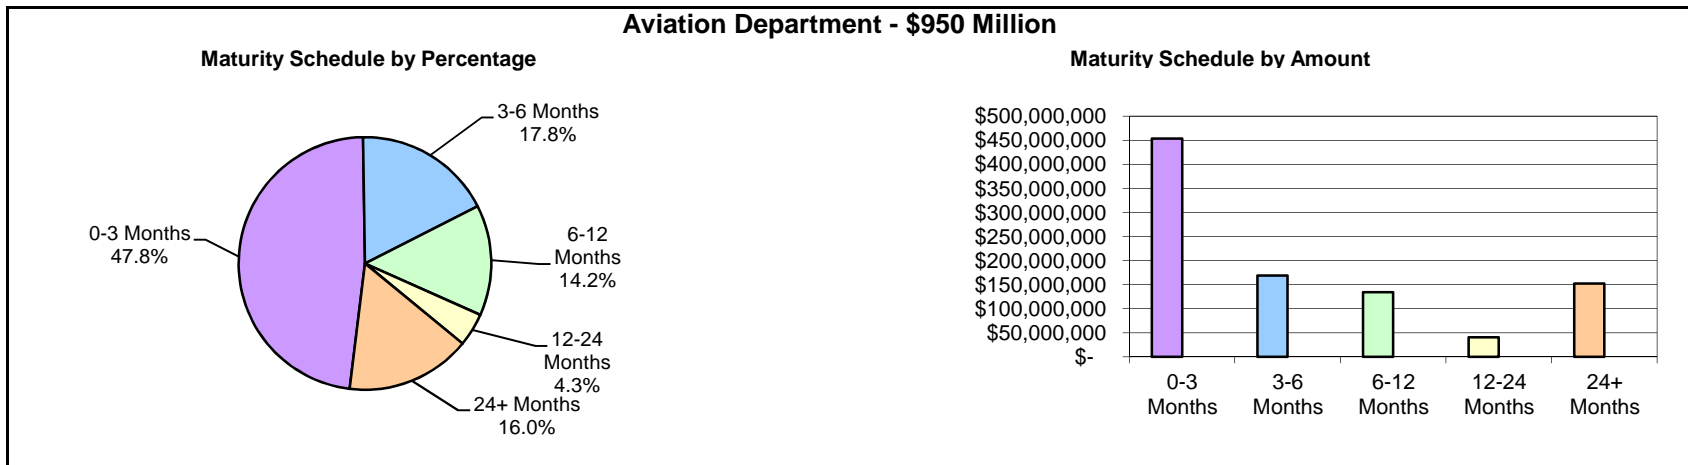 Aviation Department - $950 Million
Maturity Schedule by Percentage
3-6 Months
17.8%
0-3 Months
47.8%
6-12
Months
14.2%
12-24
Months
4.3%
24+ Months
16.0%
Maturity Schedule by Amount
$500,000,000
$450,000,000
$400,000,000
$350,000,000
$300,000,000
$250,000,000
$200,000,000
$150,000,000
$100,000,000
$50,000,000
$-
0-3
Months
3-6
Months
6-12
Months
12-24
Months
24+
Months